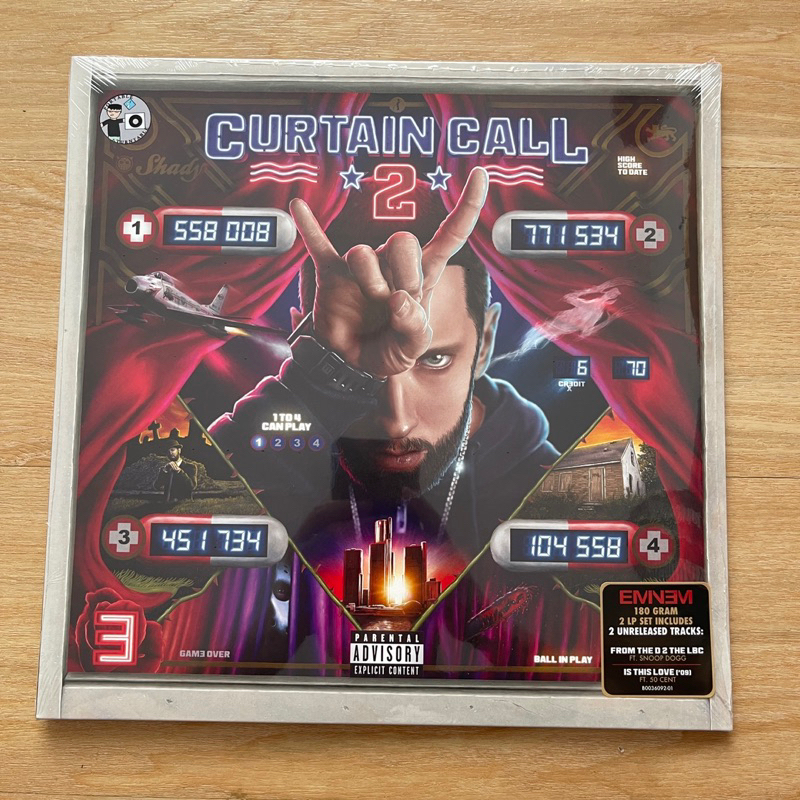 CURTAIN CALL
2
Shady
HIGH
SCORE
TO DATE
1
558 008
771 534
2
6
70
CR3DIT
1 TO 4
CAN PLAY
1 2 3 4
3
451 734
104 558
4
3
GAM3 OVER
BALL IN PLAY
PARENTAL
ADVISORY
EXPLICIT CONTENT
EMINEM
180 GRAM
2 LP SET INCLUDES
2 UNRELEASED TRACKS:
FROM THE D 2 THE LBC
FT. SNOOP DOGG
IS THIS LOVE ('09)
FT. 50 CENT
B0036092-01